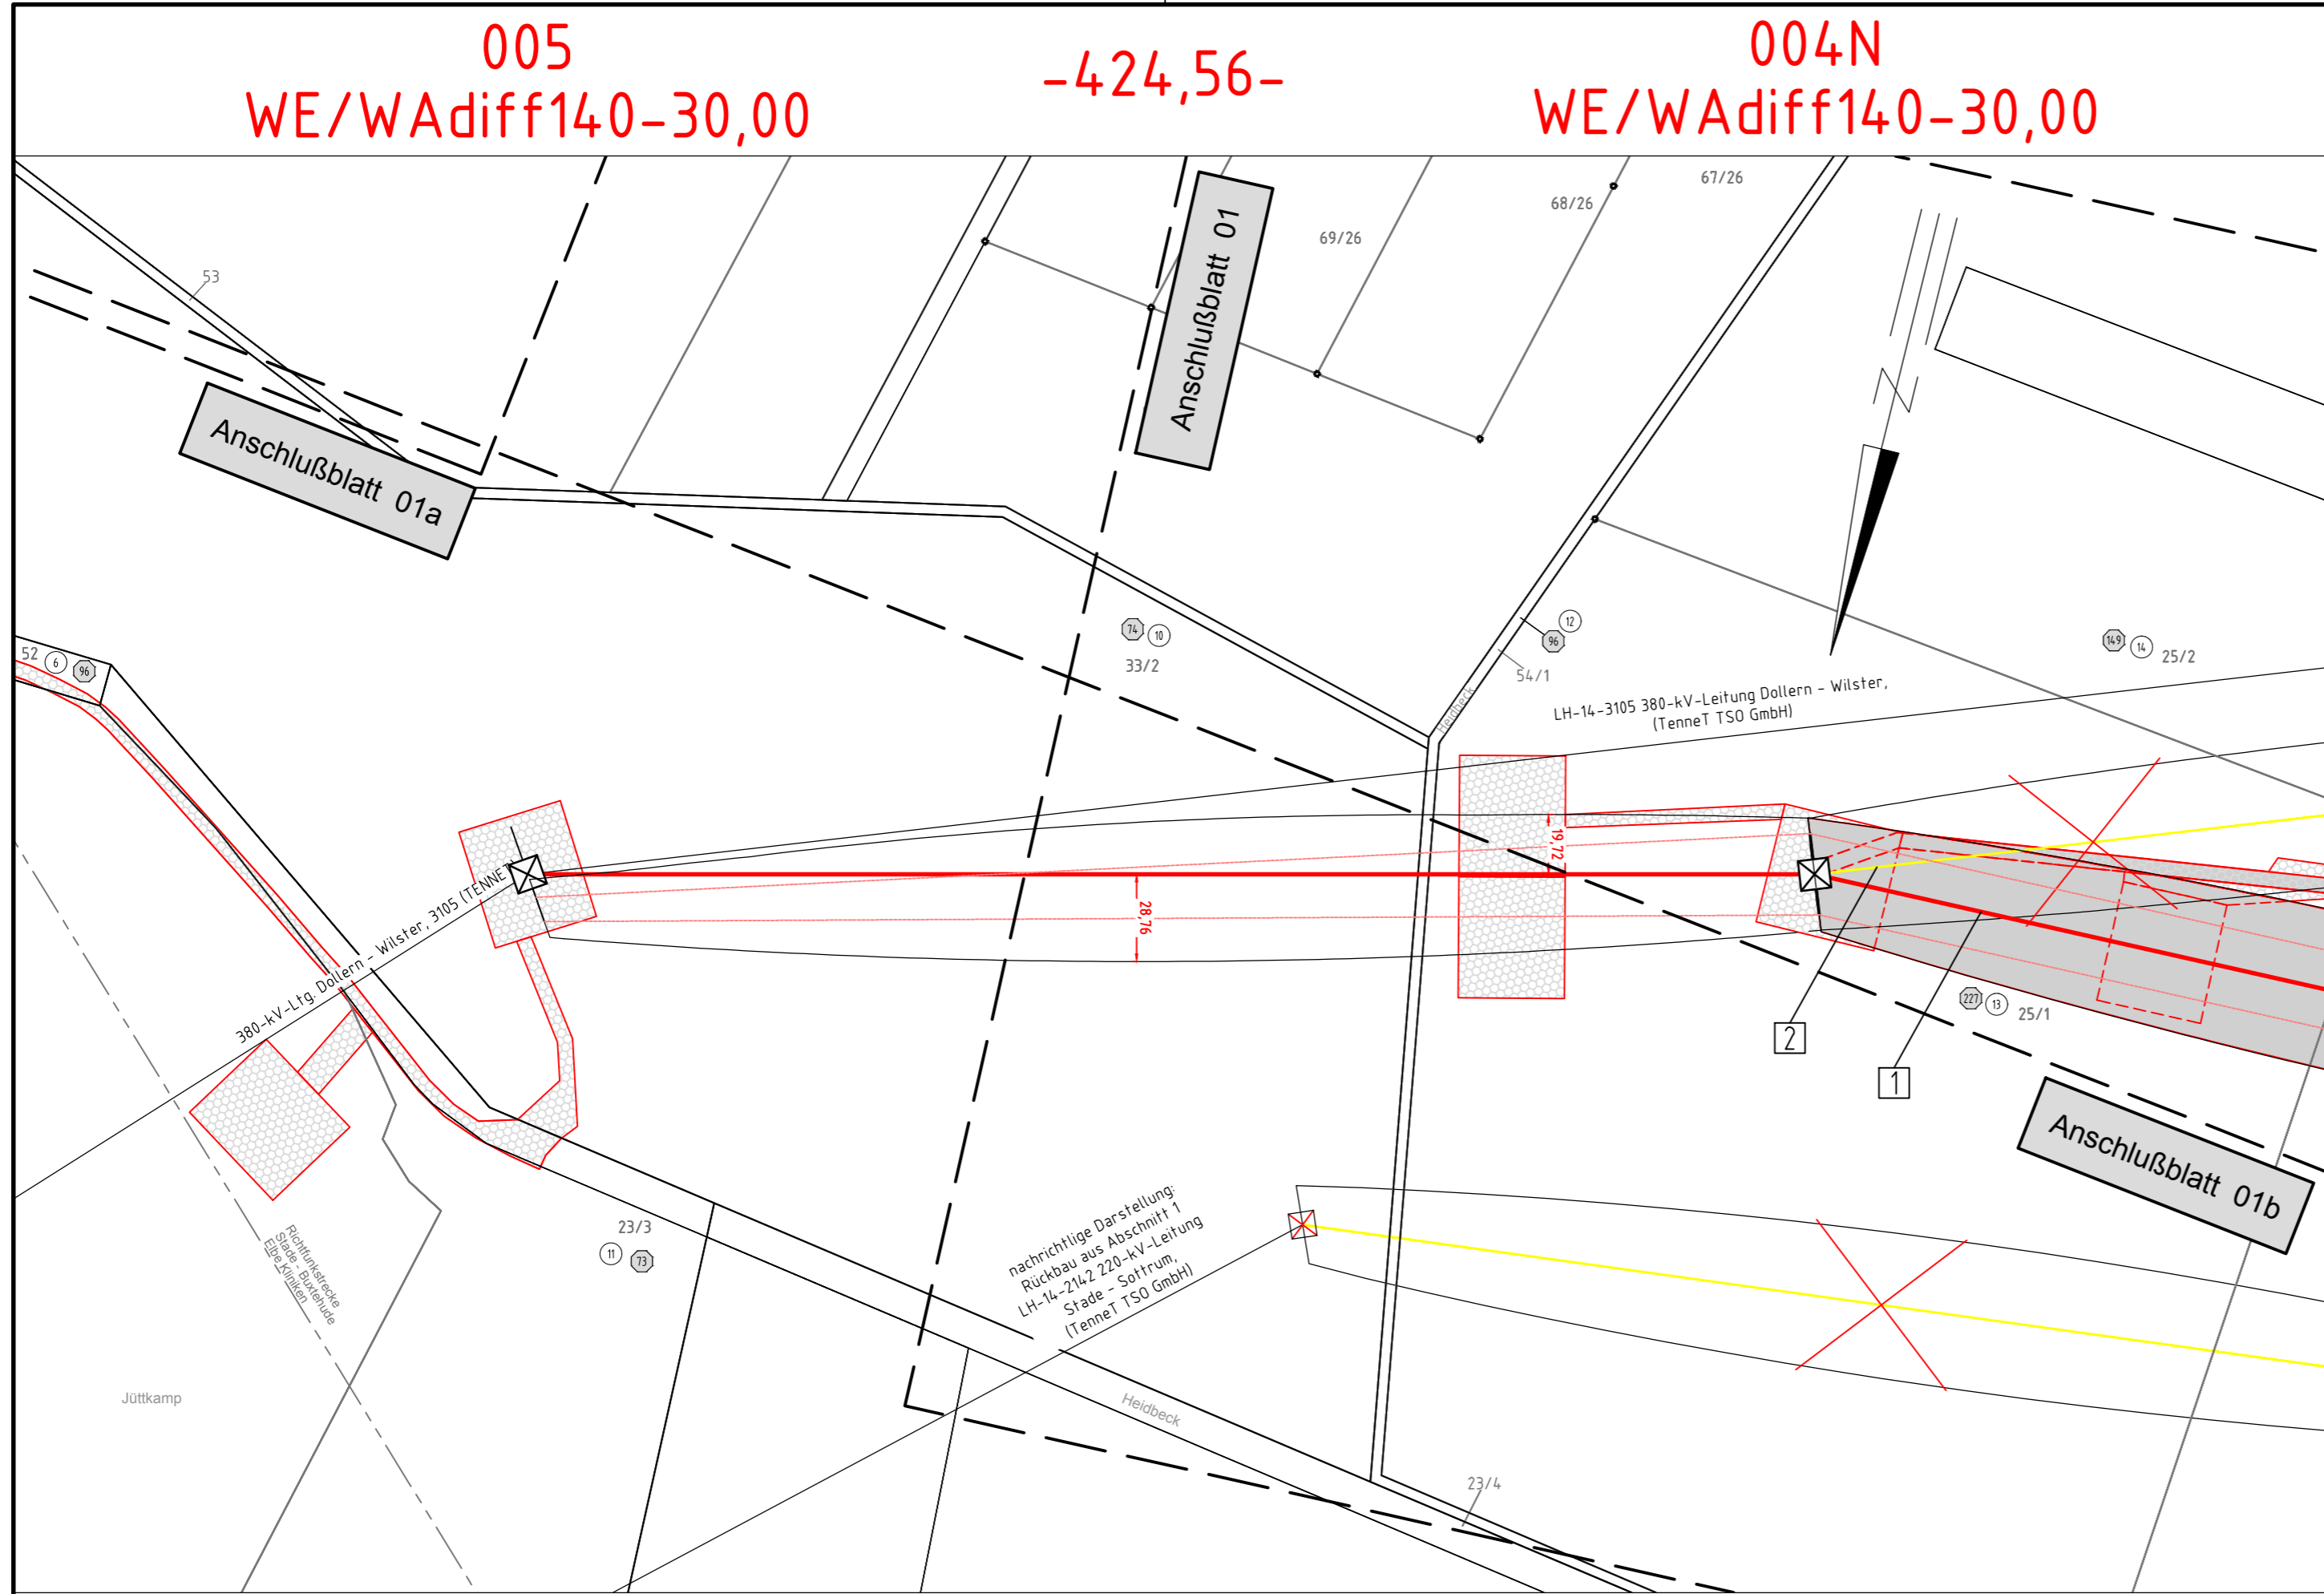 005
WE/WAdiff140-30,00
-424,56-
004N
WE/WAdiff140-30,00
53
Anschlußblatt 01a
Anschlußblatt 01
69/26
68/26
67/26
52
6
96
74
10
33/2
12
96
54/1
Heidbeck
149
14
25/2
LH-14-3105 380-kV-Leitung Dollern - Wilster,
(TenneT TSO GmbH)
19,72
28,76
380-kV-Ltg. Dollern - Wilster, 3105 (TENNET
227
13
25/1
2
1
Anschlußblatt 01b
23/3
11
73
nachrichtlige Darstellung:
Rückbau aus Abschnitt 1
LH-14-2142 220-kV-Leitung
Stade - Sottrum,
(TenneT TSO GmbH)
Richtfunkstrecke
Stade - Buxtehude
Elbe Kliniken
Jüttkamp
Heidbeck
23/4